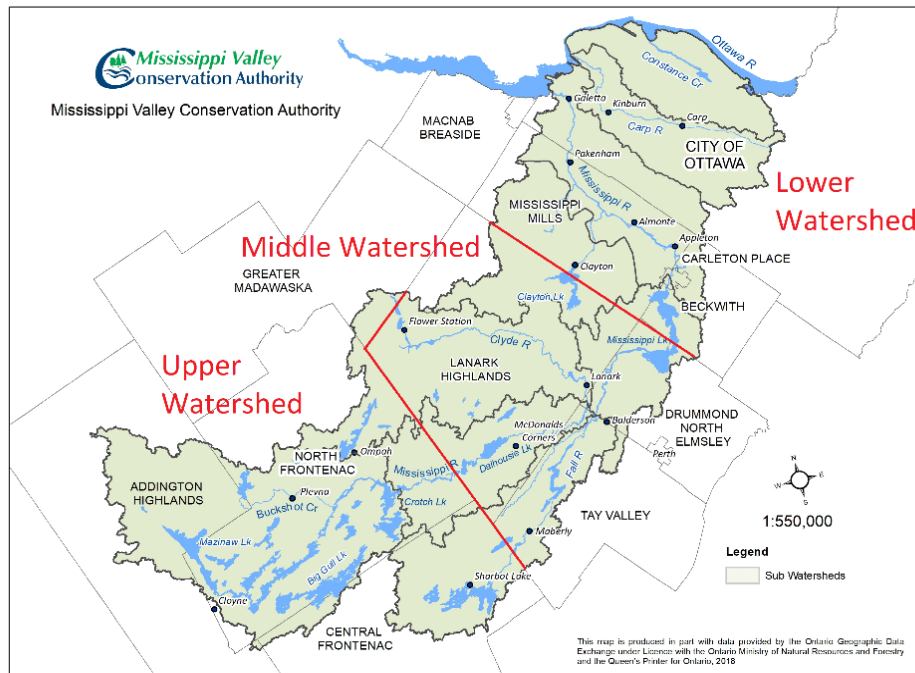 Mississippi Valley
Conservation Authority
Mississippi Valley Conservation Authority
Ottawa R
Constance Cr
Galetta
Kinburn
Carp
Carp R
MACNAB
BREASIDE
CITY OF
OTTAWA
Pakenham
Mississippi R
Lower
Watershed
MISSISSIPPI
MILLS
Almonte
Appleton
Middle Watershed
CARLETON PLACE
Clayton
GREATER
MADAWASKA
Clayton Lk
BECKWITH
Flower Station
Clyde R
Mississippi Lk
Upper
Watershed
LANARK
HIGHLANDS
Lanark
McDonalds
Corners
Balderson
DRUMMOND
NORTH
ELMSLEY
Perth
Dalhousie Lk
Fall R
NORTH
FRONTENAC
Ompah
Mississippi R
ADDINGTON
HIGHLANDS
Plevna
Buckshot Cr
Crotch Lk
N
W
E
S
1:550,000
TAY VALLEY
Maberly
Mazinaw Lk
Big Gull Lk
Legend
Sub Watersheds
Sharbot Lake
Cloyne
CENTRAL
FRONTENAC
This map is produced in part with data provided by the Ontario Geographic Data
Exchange under Licence with the Ontario Ministry of Natural Resources and Forestry
and the Queen's Printer for Ontario, 2018